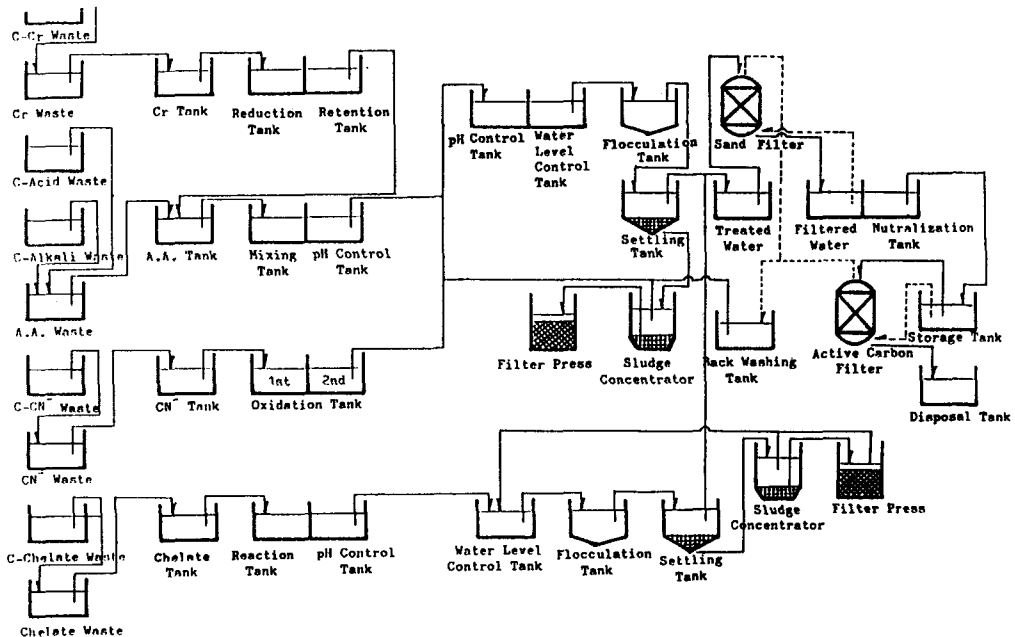 C-Cr Waste
Cr Waste
Cr Tank
Reduction
Tank
Retention
Tank
pH Control
Tank
Water
Level
Control
Tank
Flocculation
Tank
Sand Filter
C-Acid Waste
C-Alkali Waste
A.A. Tank
Mixing
Tank
pH Control
Tank
Settling
Tank
Treated
Water
Filtered
Water
Nutralization
Tank
A.A. Waste
Filter Press
Sludge
Concentrator
Back Washing
Tank
Active Carbon
Filter
Storage Tank
C-CN⁻ Waste
CN⁻ Tank
1st
2nd
Oxidation Tank
Disposal Tank
CN⁻ Waste
Sludge
Concentrator
Filter Press
C-Chelate Waste
Chelate
Tank
Reaction
Tank
pH Control
Tank
Water Level
Control Tank
Flocculation
Tank
Settling
Tank
Chelate Waste